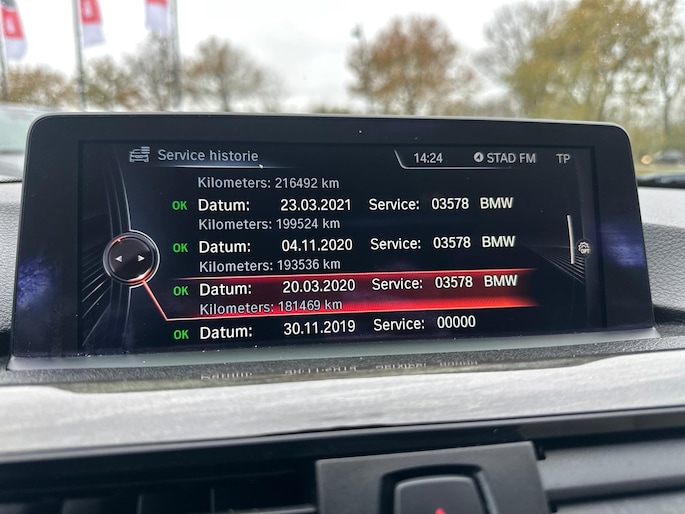 Service historie 14:24 STAD FM TP
Kilometers: 216492 km
OK Datum: 23.03.2021 Service: 03578 BMW
Kilometers: 199524 km
OK Datum: 04.11.2020 Service: 03578 BMW
Kilometers: 193536 km
OK Datum: 20.03.2020 Service: 03578 BMW
Kilometers: 181469 km
OK Datum: 30.11.2019 Service: 00000
OFF